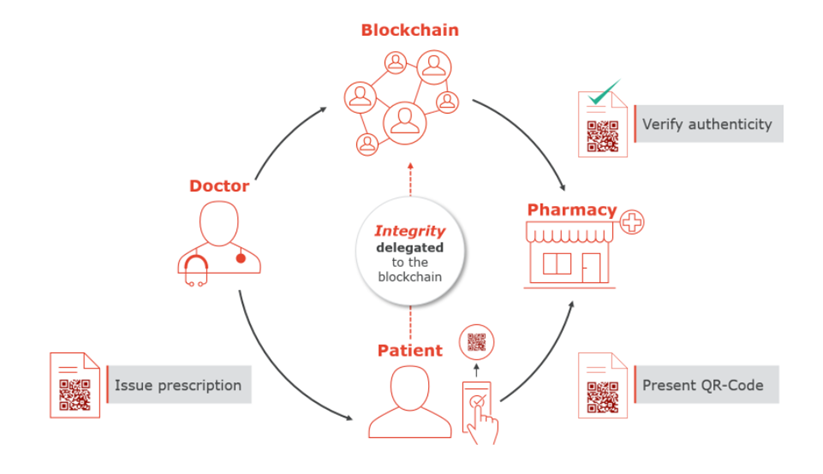 Blockchain
Verify authenticity
Doctor
Pharmacy
Integrity
delegated
to the
blockchain
Patient
Issue prescription
Present QR-Code